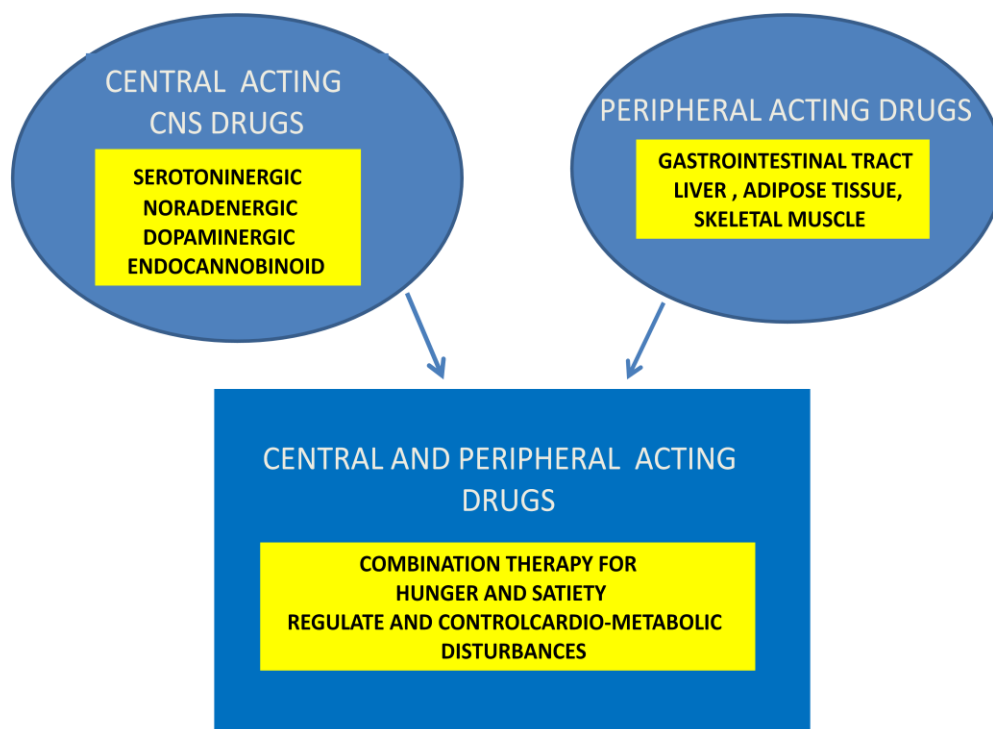 CENTRAL ACTING
CNS DRUGS
SEROTONINERGIC
NORADENERGIC
DOPAMINERGIC
ENDOCANNOBINOID
PERIPHERAL ACTING DRUGS
GASTROINTESTINAL TRACT
LIVER , ADIPOSE TISSUE,
SKELETAL MUSCLE
CENTRAL AND PERIPHERAL ACTING
DRUGS
COMBINATION THERAPY FOR
HUNGER AND SATIETY
REGULATE AND CONTROLCARDIO-METABOLIC
DISTURBANCES